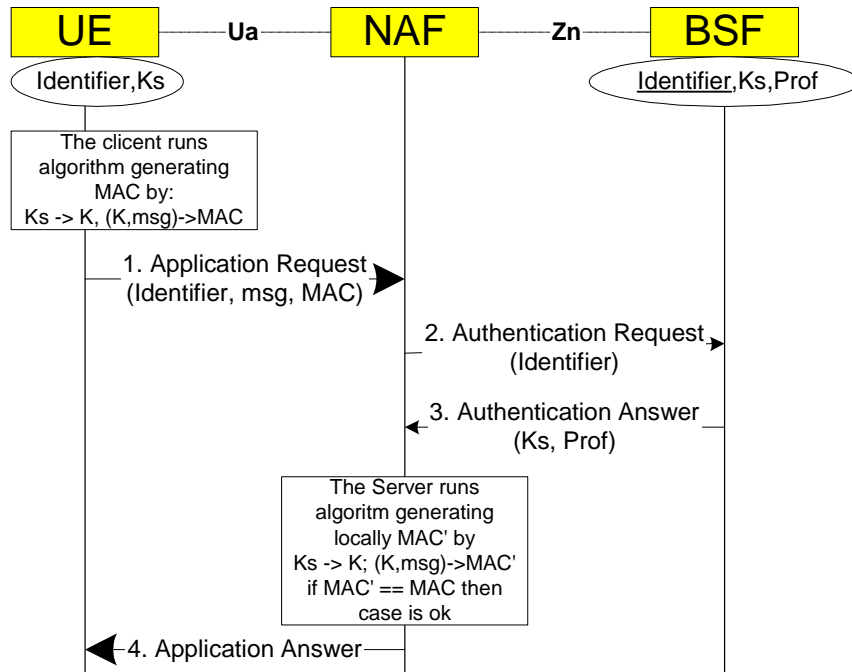 UE
Ua
NAF
Zn
BSF
Identifier,Ks
Identifier,Ks,Prof
The clicent runs
algorithm generating
MAC by:
Ks -> K, (K,msg)->MAC
1. Application Request
(Identifier, msg, MAC)
2. Authentication Request
(Identifier)
3. Authentication Answer
(Ks, Prof)
The Server runs
algoritm generating
locally MAC' by
Ks -> K; (K,msg)->MAC'
if MAC' == MAC then
case is ok
4. Application Answer